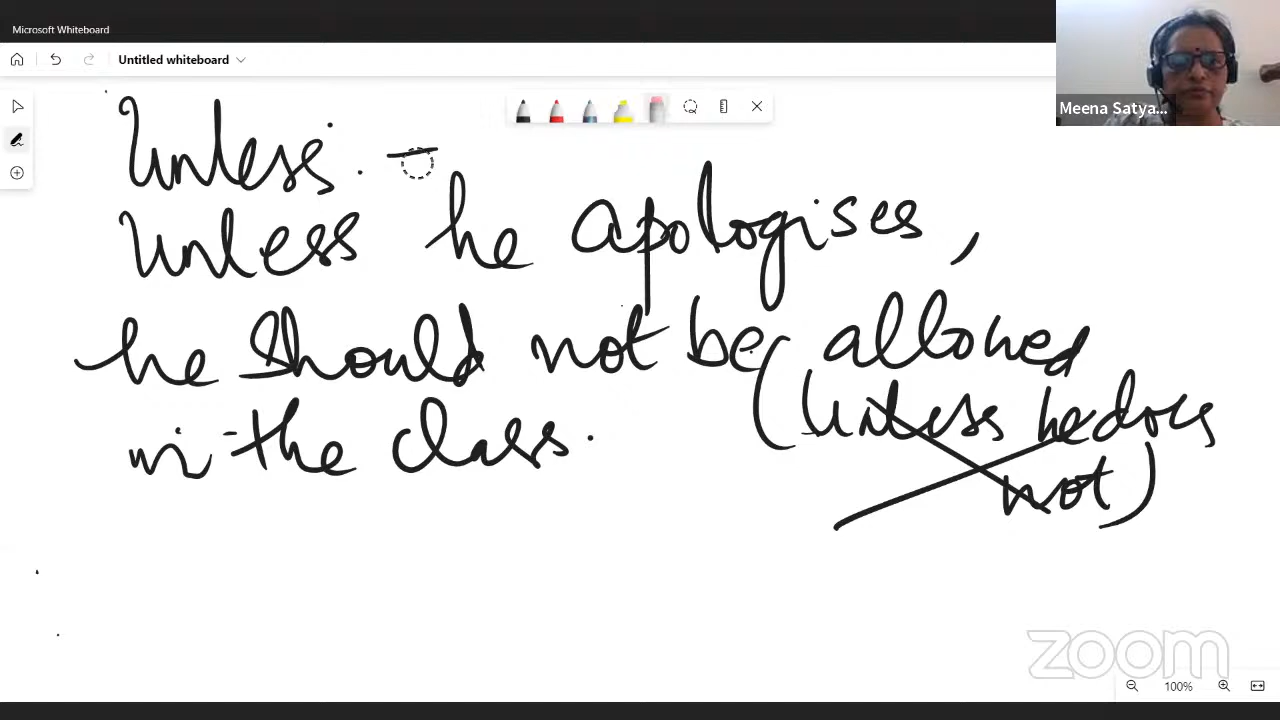 Microsoft Whiteboard
Untitled whiteboard
Meena Satya...
Unless. —
Unless he apologises,
he should not be allowed
in the class.
(Unless he does
not)
zoom
100%